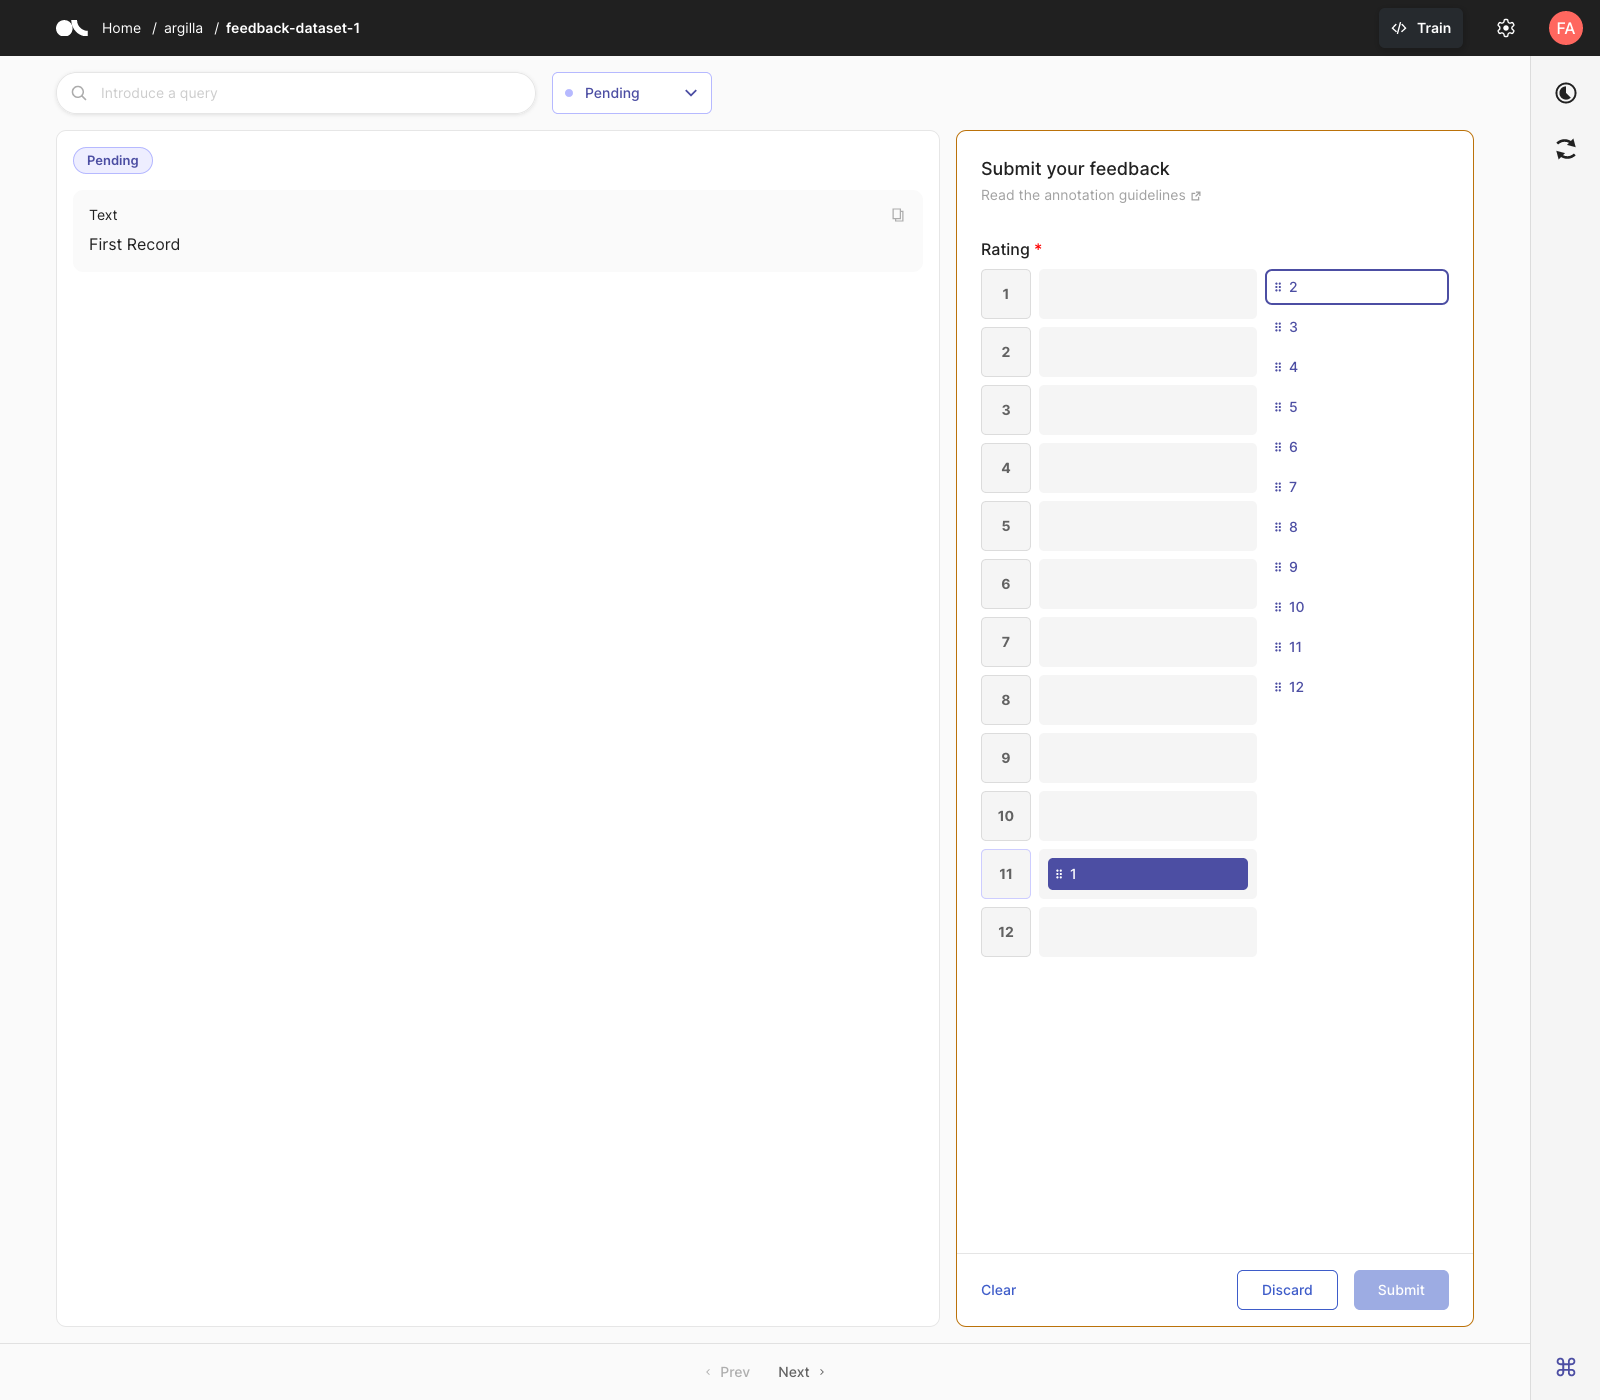 Home / argilla / feedback-dataset-1
Train
FA
Introduce a query
Pending
Pending
Text
First Record
Submit your feedback
Read the annotation guidelines
Rating *
1
2
3
4
5
6
7
8
9
10
11
1
12
2
3
4
5
6
7
8
9
10
11
12
Clear
Discard
Submit
‹ Prev
Next ›